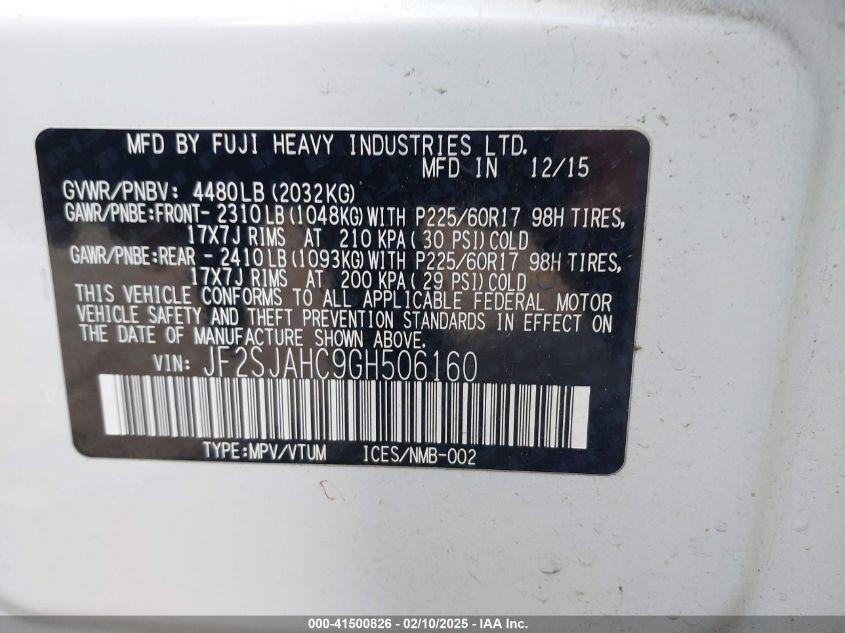 MFD BY FUJI HEAVY INDUSTRIES LTD.
MFD IN 12/15
GVWR/PNBV: 4480LB (2032KG)
GAWR/PNBE:FRONT- 2310LB (1048KG) WITH P225/60R17 98H TIRES,
17X7J RIMS AT 210 KPA( 30 PSI) COLD
GAWR/PNBE:REAR - 2410LB (1093KG) WITH P225/60R17 98H TIRES,
17X7J RIMS AT 200 KPA( 29 PSI) COLD
THIS VEHICLE CONFORMS TO ALL APPLICABLE FEDERAL MOTOR
VEHICLE SAFETY AND THEFT PREVENTION STANDARDS IN EFFECT ON
THE DATE OF MANUFACTURE SHOWN ABOVE.
VIN: JF2SJAHC9GH506160
TYPE:MPV/VTUM ICES/NMB-002
000-41500826 - 02/10/2025 - IAA Inc.